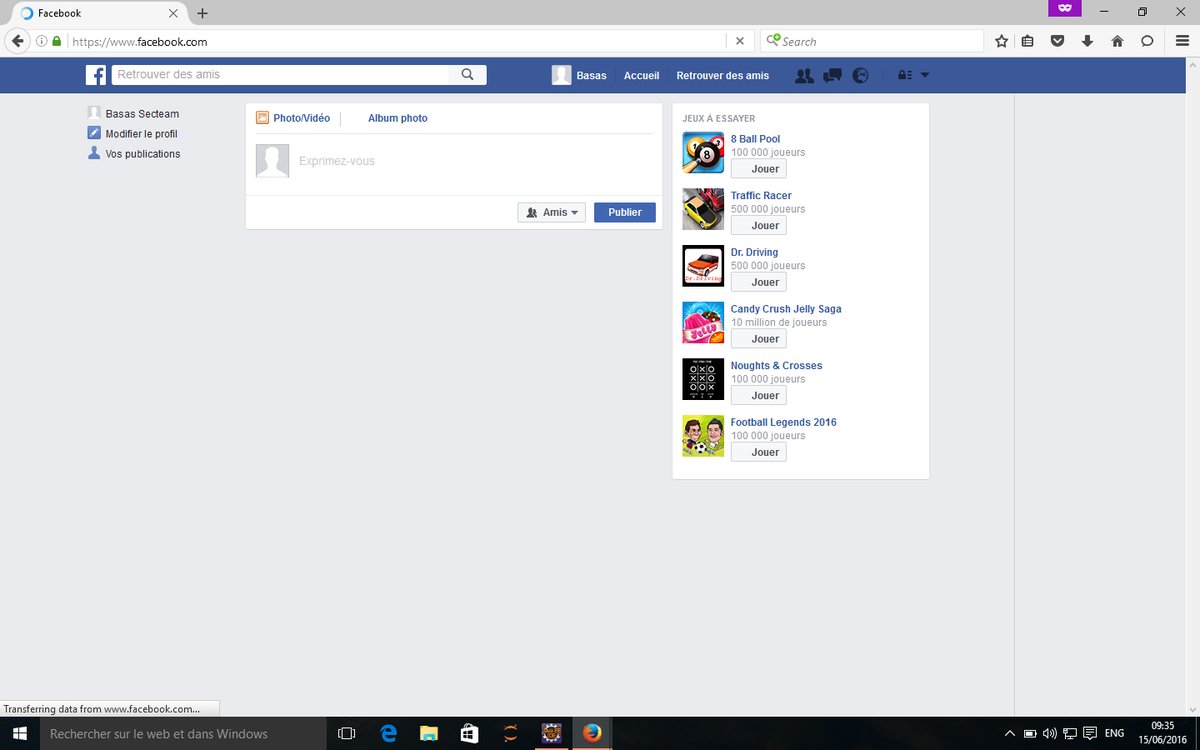 Facebook
https://www.facebook.com
Search
Retrouver des amis
Basas
Accueil
Retrouver des amis
Basas Secteam
Modifier le profil
Vos publications
Photo/Vidéo
Album photo
Exprimez-vous
Amis
Publier
JEUX À ESSAYER
8 Ball Pool
100 000 joueurs
Jouer
Traffic Racer
500 000 joueurs
Jouer
Dr. Driving
500 000 joueurs
Jouer
Candy Crush Jelly Saga
10 million de joueurs
Jouer
Noughts & Crosses
100 000 joueurs
Jouer
Football Legends 2016
100 000 joueurs
Jouer
Transferring data from www.facebook.com...
Rechercher sur le web et dans Windows
ENG
09:35
15/06/2016